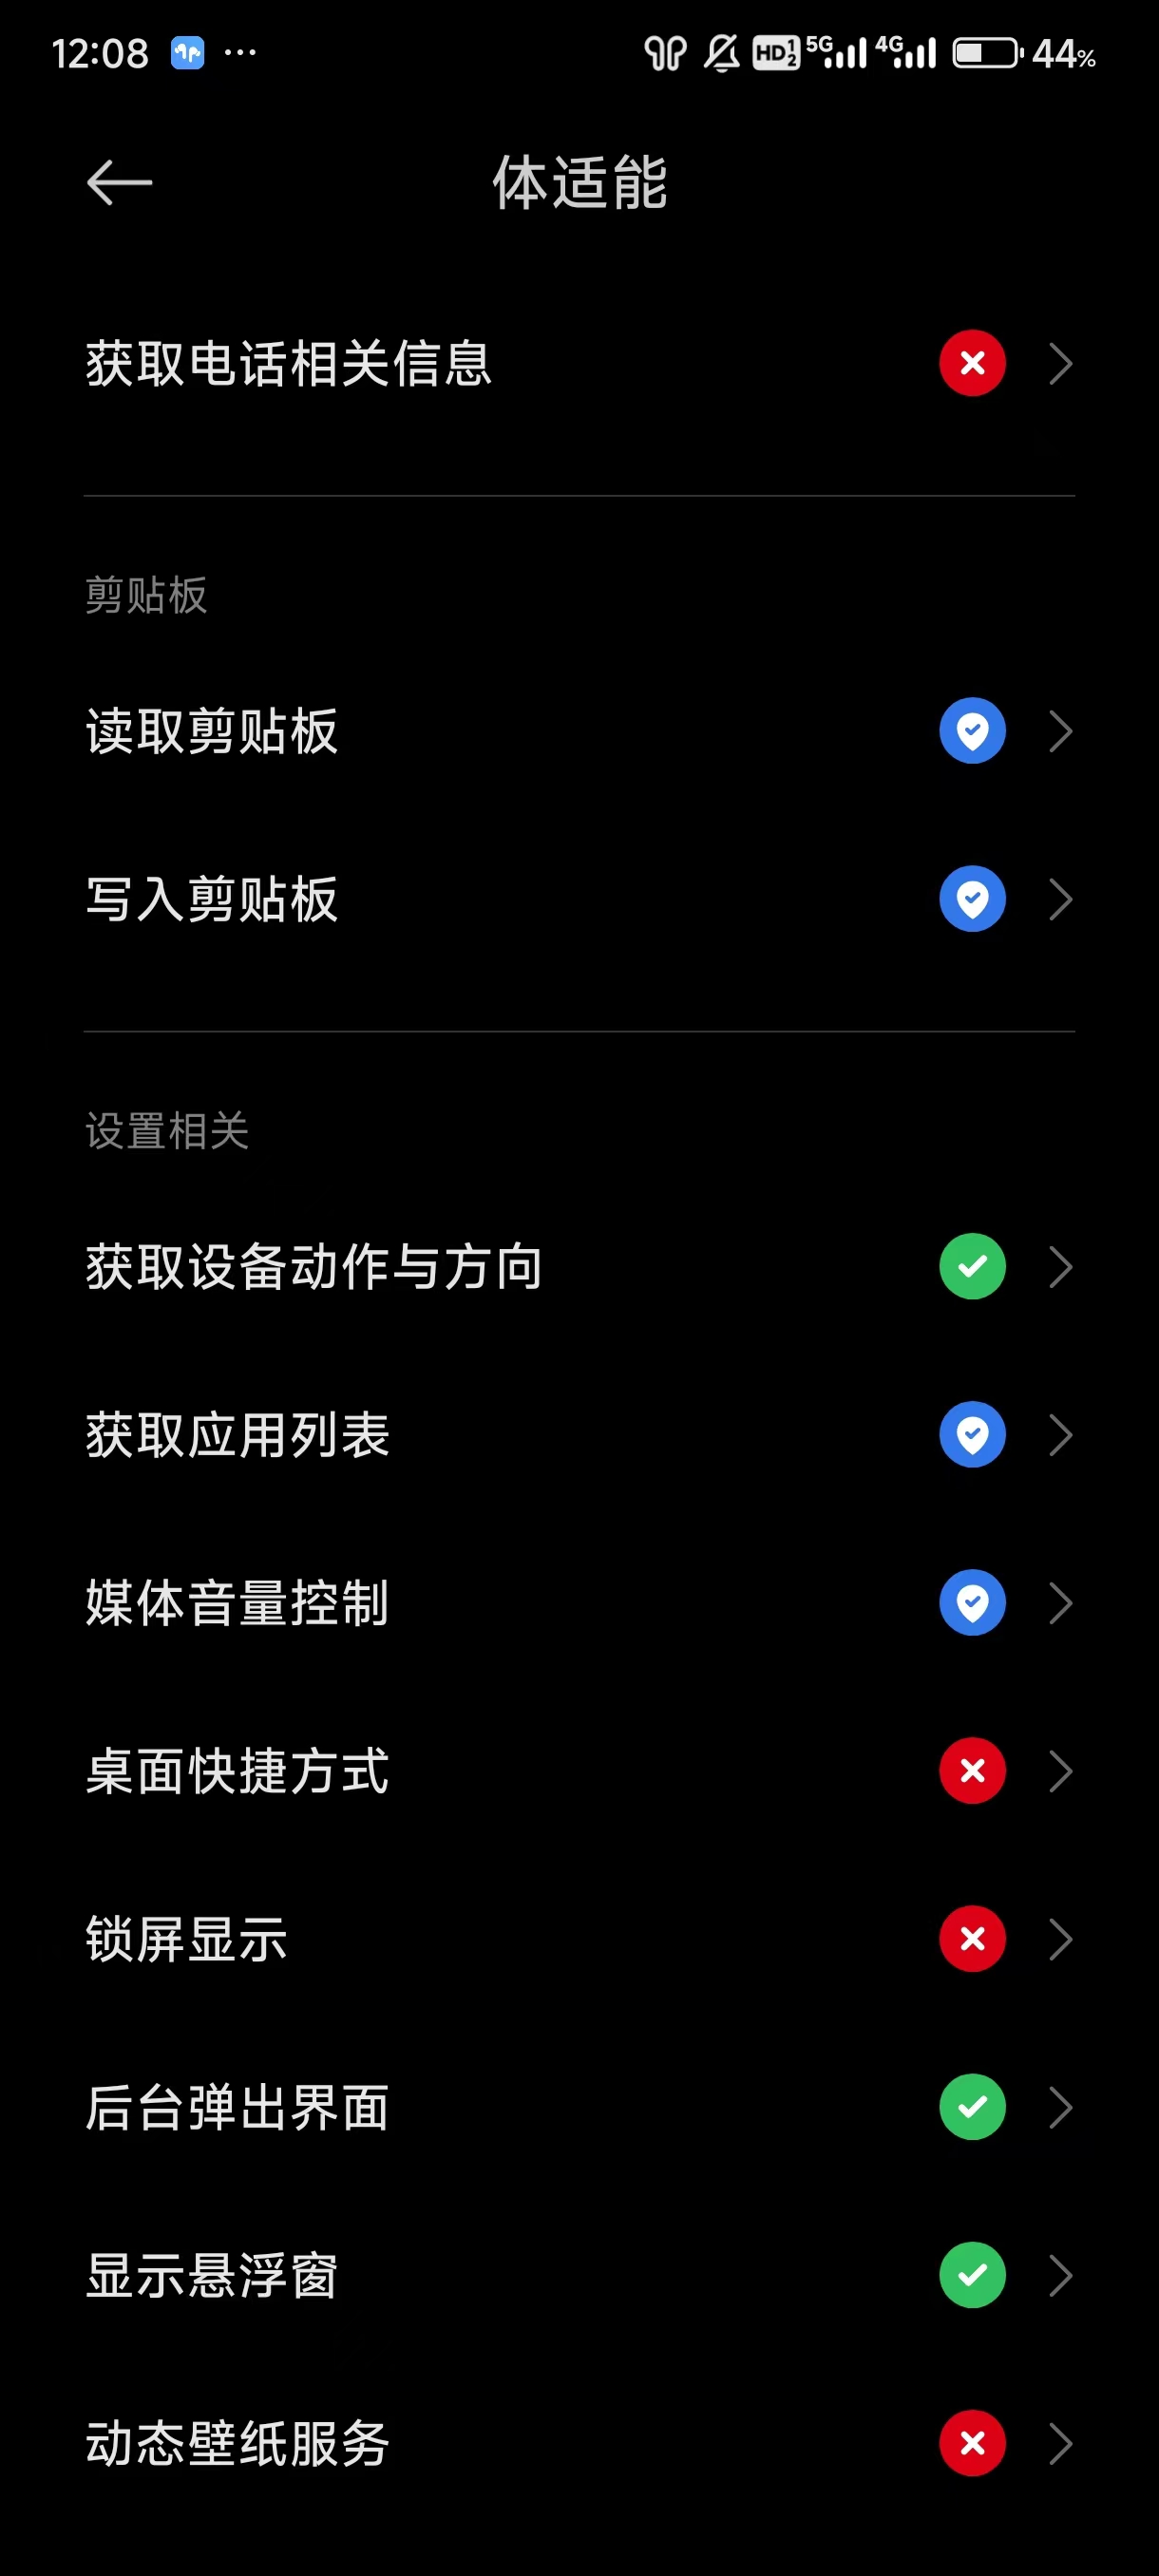 12:08 ... HD 1 2 5G 4G 44%
体适能
获取电话相关信息
剪贴板
读取剪贴板
写入剪贴板
设置相关
获取设备动作与方向
获取应用列表
媒体音量控制
桌面快捷方式
锁屏显示
后台弹出界面
显示悬浮窗
动态壁纸服务